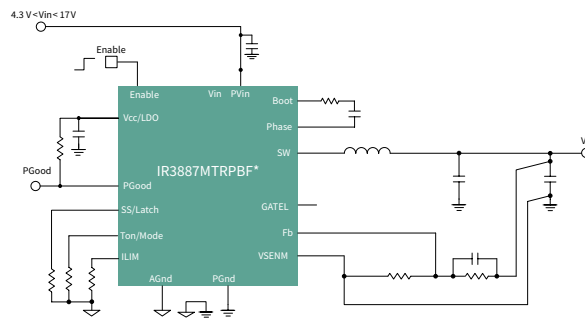 4.3 V<Vin<17V
Enable
Enable
Vin
PVin
Boot
Vcc/LDO
Phase
SW
V
IR3887MTRPBF*
PGood
PGood
SS/Latch
GATEL
Ton/Mode
Fb
ILIM
VSENM
AGnd
PGnd